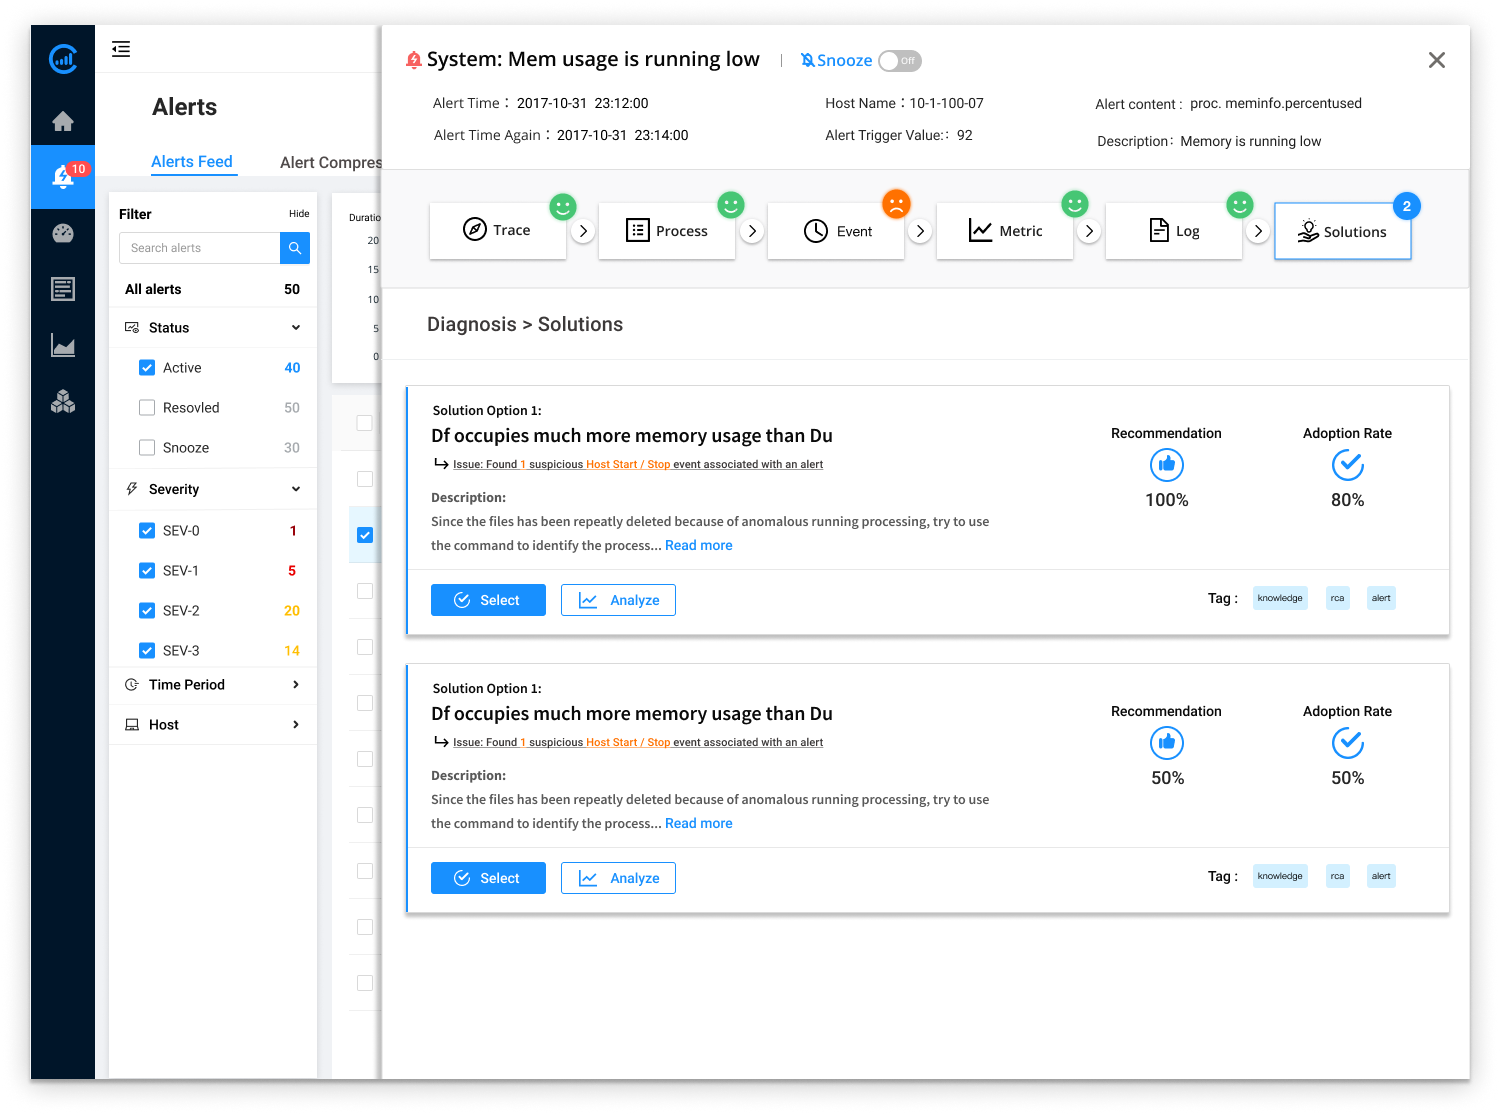 System: Mem usage is running low
Snooze
Off
Alert Time： 2017-10-31 23:12:00
Host Name：10-1-100-07
Alert content : proc. meminfo.percentused
Alert Time Again： 2017-10-31 23:14:00
Alert Trigger Value:： 92
Description： Memory is running low
Alerts
Alerts Feed
Alert Compres
10
Filter
Hide
Search alerts
All alerts 50
Status
Active 40
Resovled 50
Snooze 30
Severity
SEV-0 1
SEV-1 5
SEV-2 20
SEV-3 14
Time Period
Host
Duratio
20
15
10
5
0
Trace
Process
Event
Metric
Log
Solutions
2
Diagnosis > Solutions
Solution Option 1:
Df occupies much more memory usage than Du
Issue: Found 1 suspicious Host Start / Stop event associated with an alert
Description:
Since the files has been repeatly deleted because of anomalous running processing, try to use
the command to identify the process... Read more
Recommendation
100%
Adoption Rate
80%
Select
Analyze
Tag :
knowledge
rca
alert
Solution Option 1:
Df occupies much more memory usage than Du
Issue: Found 1 suspicious Host Start / Stop event associated with an alert
Description:
Since the files has been repeatly deleted because of anomalous running processing, try to use
the command to identify the process... Read more
Recommendation
50%
Adoption Rate
50%
Select
Analyze
Tag :
knowledge
rca
alert